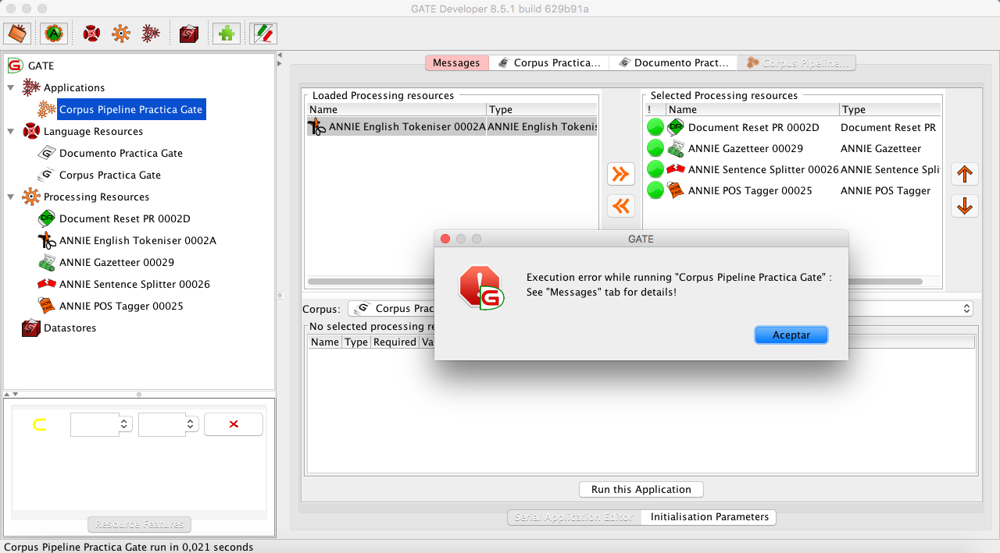 GATE Developer 8.5.1 build 629b91a
GATE
Applications
Corpus Pipeline Practica Gate
Language Resources
Documento Practica Gate
Corpus Practica Gate
Processing Resources
Document Reset PR 0002D
ANNIE English Tokeniser 0002A
ANNIE Gazetteer 00029
ANNIE Sentence Splitter 00026
ANNIE POS Tagger 00025
Datastores
Resource Features
Messages
Corpus Practica...
Documento Pract...
Corpus Pipeline...
Loaded Processing resources
Name Type
ANNIE English Tokeniser 0002A ANNIE English Tokenis
Selected Processing resources
! Name Type
Document Reset PR 0002D Document Reset PR
ANNIE Gazetteer 00029 ANNIE Gazetteer
ANNIE Sentence Splitter 00026 ANNIE Sentence Spli
ANNIE POS Tagger 00025 ANNIE POS Tagger
GATE
Execution error while running "Corpus Pipeline Practica Gate" :
See "Messages" tab for details!
Aceptar
Corpus: Corpus Prac
No selected processing re
Name Type Required Va
Run this Application
Serial Application Editor
Initialisation Parameters
Corpus Pipeline Practica Gate run in 0,021 seconds